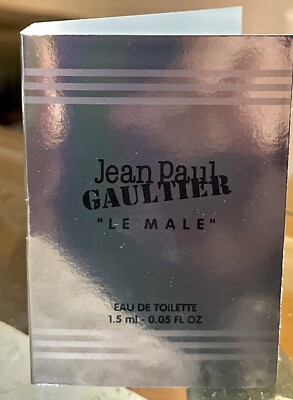 Jean Paul
GAULTIER
"LE MALE"
EAU DE TOILETTE
1.5 ml - 0.05 FL OZ